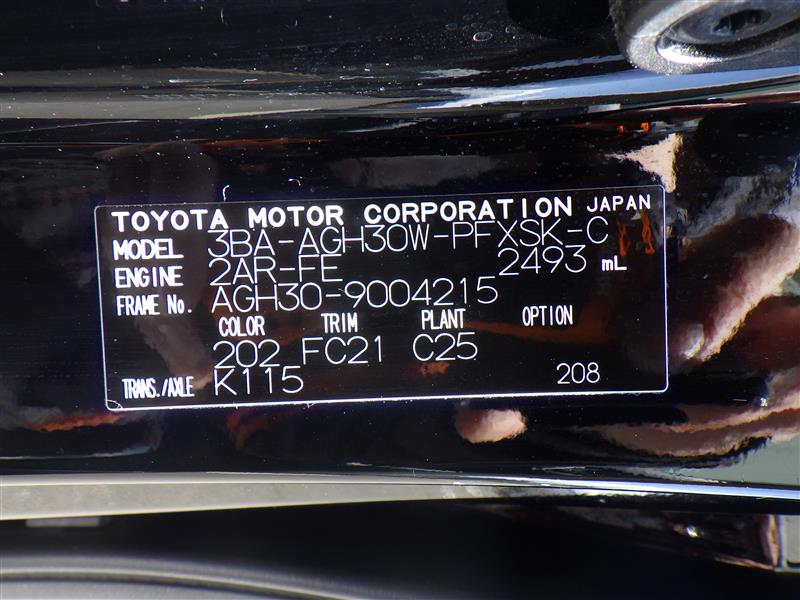 TOYOTA MOTOR CORPORATION JAPAN
MODEL 3BA-AGH30W-PFXSK-C
ENGINE 2AR-FE 2493 mL
FRAME No. AGH30-9004215
COLOR TRIM PLANT OPTION
202 FC21 C25
TRANS./AXLE K115 208